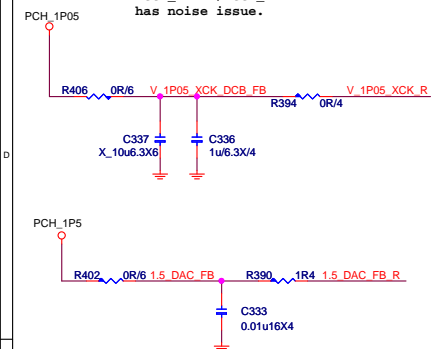 has noise issue.
PCH_1P05
R406 0R/6 V_1P05_XCK_DCB_FB V_1P05_XCK_R
R394 0R/4
C337 C336
X_10u6.3X6 1u/6.3X/4
D
PCH_1P5
R402 0R/6 1.5_DAC_FB R390 1R4 1.5_DAC_FB_R
C333
0.01u16X4